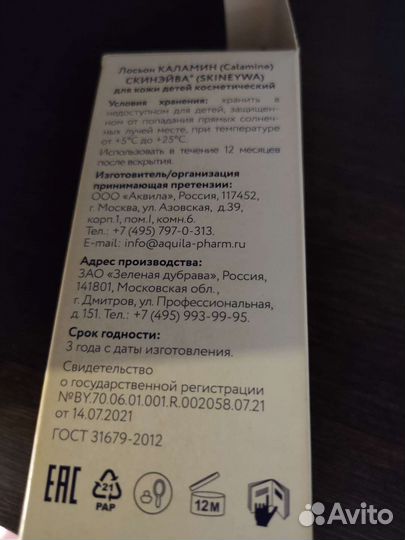 Лосьон КАЛАМИН (Calamine)
СКИНЭЙВА® (SKINEYWA)
для кожи детей косметический
Условия хранения: хранить в
недоступном для детей, защищен-
ном от попадания прямых солнеч-
ных лучей месте, при температуре
от +5°C до +25°C.
Использовать в течение 12 месяцев
после вскрытия.
Изготовитель/организация
принимающая претензии:
ООО «Аквила», Россия, 117452,
г. Москва, ул. Азовская, д.39,
корп.1, пом.I, комн.6.
Тел.: +7 (495) 797-0-313.
E-mail: info@aquila-pharm.ru
Адрес производства:
ЗАО «Зеленая дубрава», Россия,
141801, Московская обл.,
г. Дмитров, ул. Профессиональная,
д. 151. Тел.: +7 (495) 993-99-95.
Срок годности:
3 года с даты изготовления.
Свидетельство
о государственной регистрации
№BY.70.06.01.001.R.002058.07.21
от 14.07.2021
ГОСТ 31679-2012
EAC
21
PAP
12M
Avito